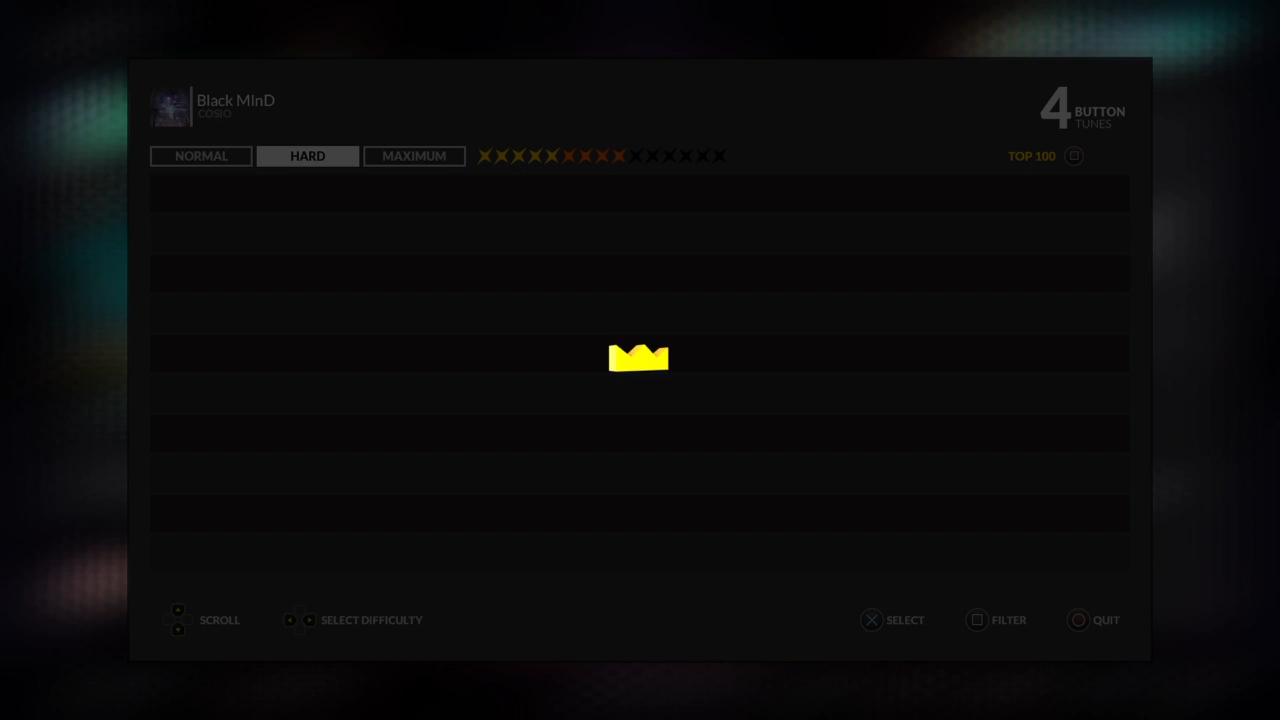 Black MInD
COSIO
4 BUTTON
TUNES
NORMAL HARD MAXIMUM TOP 100
SCROLL SELECT DIFFICULTY SELECT FILTER QUIT